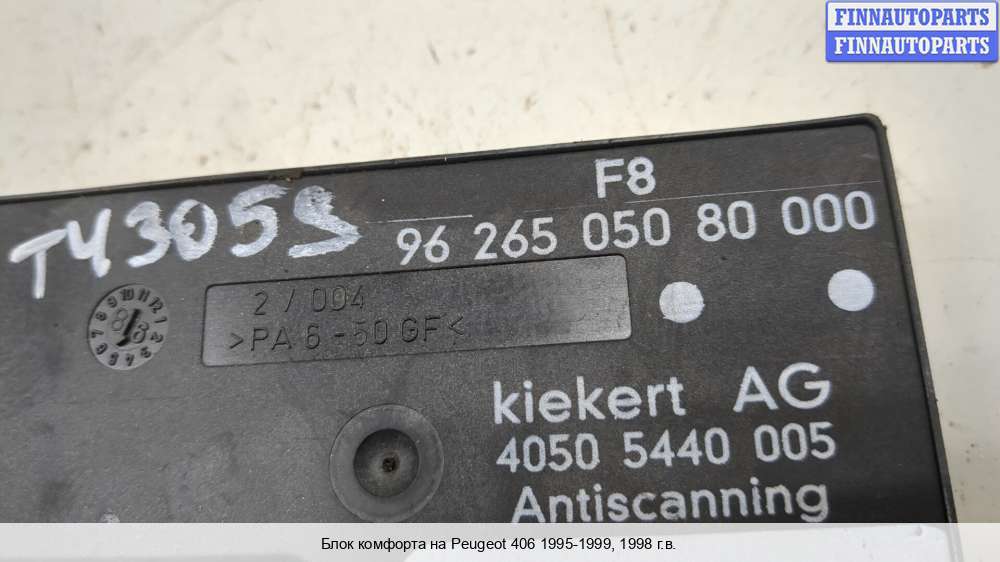 FINNAUTOPARTS
FINNAUTOPARTS
F8
T43059
96 265 050 80 000
2 / 004
>PA 6 - 50 GF<
kiekert AG
4050 5440 005
Antiscanning
Блок комфорта на Peugeot 406 1995-1999, 1998 г.в.